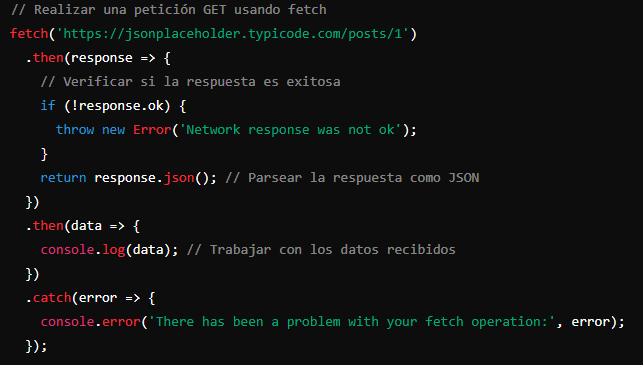 // Realizar una petición GET usando fetch
fetch('https://jsonplaceholder.typicode.com/posts/1')
  .then(response => {
    // Verificar si la respuesta es exitosa
    if (!response.ok) {
      throw new Error('Network response was not ok');
    }
    return response.json(); // Parsear la respuesta como JSON
  })
  .then(data => {
    console.log(data); // Trabajar con los datos recibidos
  })
  .catch(error => {
    console.error('There has been a problem with your fetch operation:', error);
  });